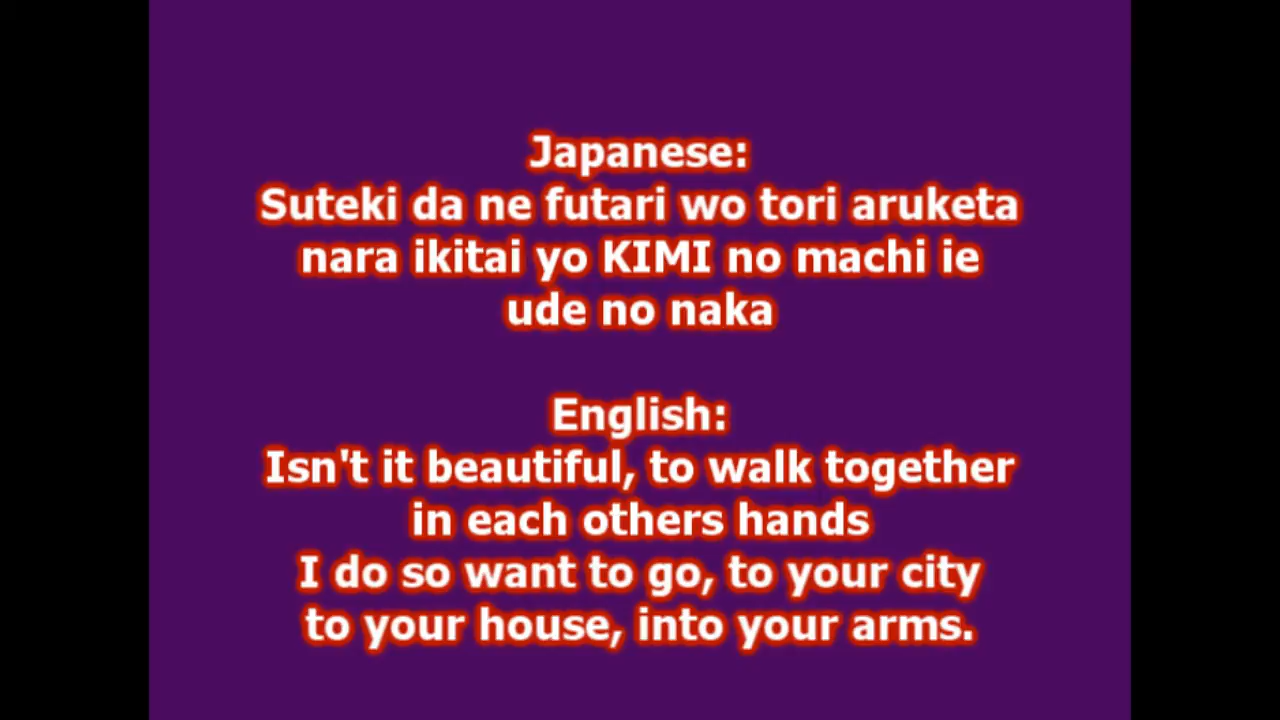 Japanese:
Suteki da ne futari wo tori aruketa
nara ikitai yo KIMI no machi ie
ude no naka
English:
Isn't it beautiful, to walk together
in each others hands
I do so want to go, to your city
to your house, into your arms.